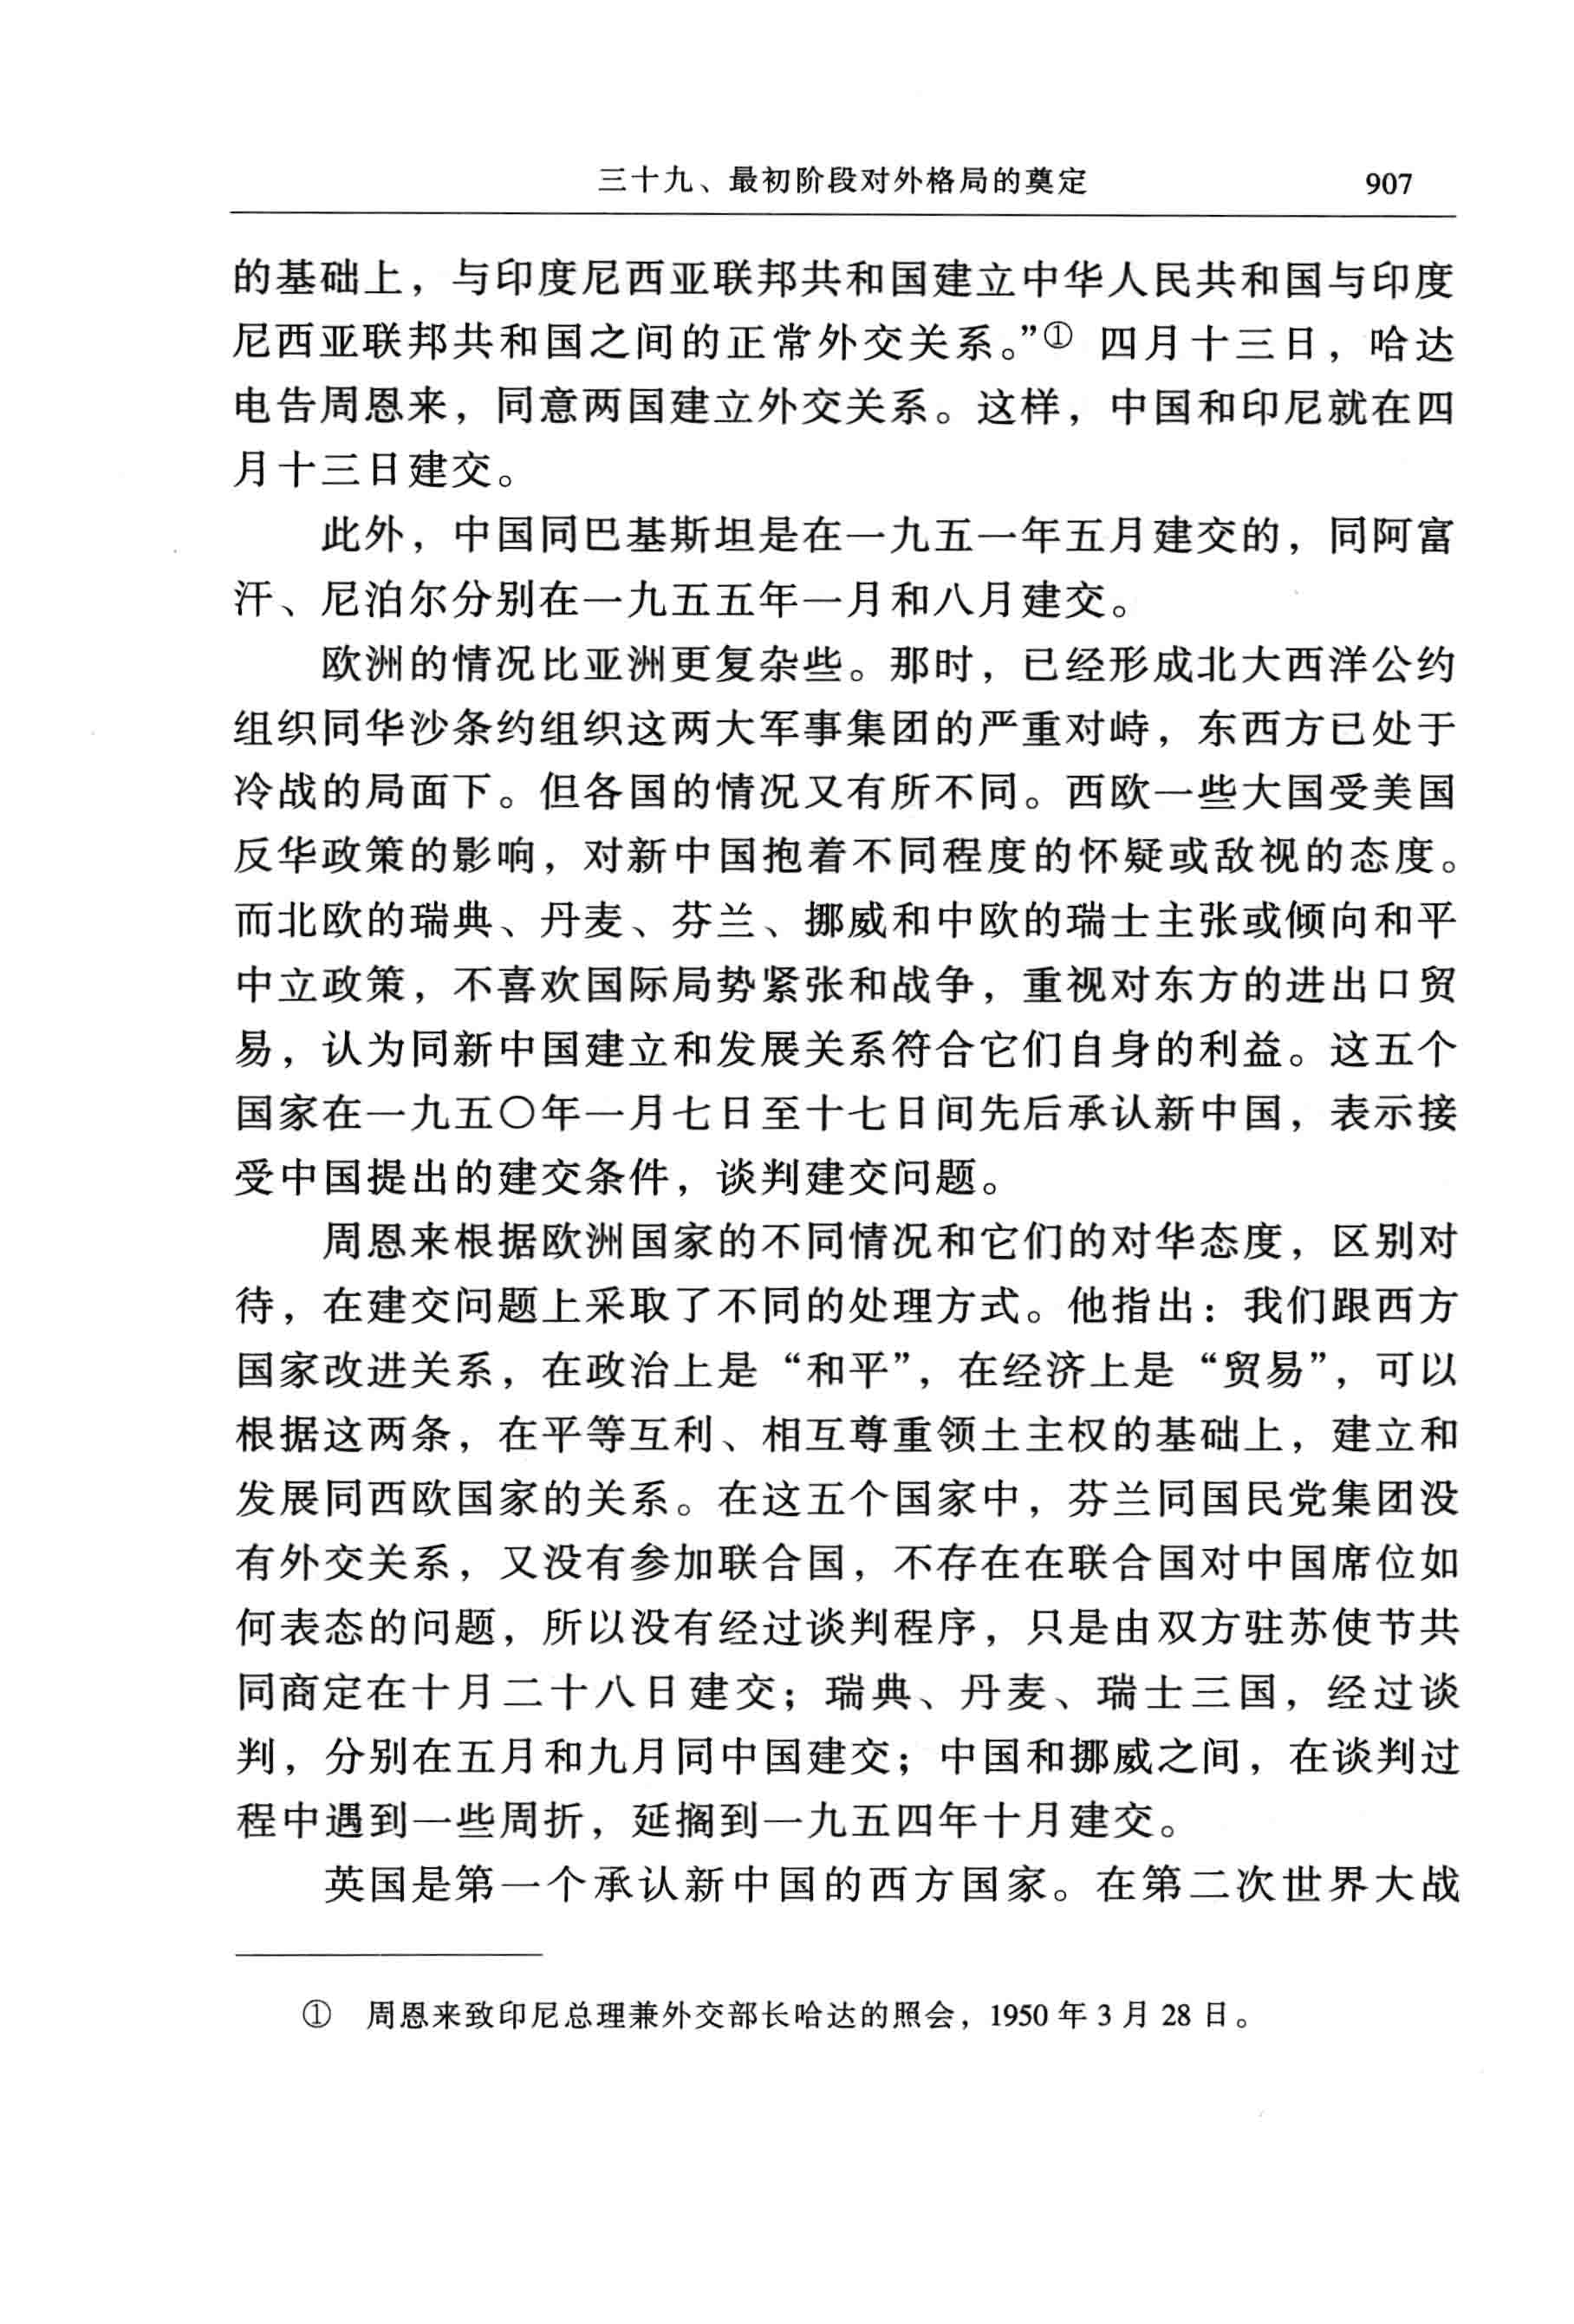 三十九、最初阶段对外格局的奠定 907
的基础上，与印度尼西亚联邦共和国建立中华人民共和国与印度
尼西亚联邦共和国之间的正常外交关系。”① 四月十三日，哈达
电告周恩来，同意两国建立外交关系。这样，中国和印尼就在四
月十三日建交。
此外，中国同巴基斯坦是在一九五一年五月建交的，同阿富
汗、尼泊尔分别在一九五五年一月和八月建交。
欧洲的情况比亚洲更复杂些。那时，已经形成北大西洋公约
组织同华沙条约组织这两大军事集团的严重对峙，东西方已处于
冷战的局面下。但各国的情况又有所不同。西欧一些大国受美国
反华政策的影响，对新中国抱着不同程度的怀疑或敌视的态度。
而北欧的瑞典、丹麦、芬兰、挪威和中欧的瑞士主张或倾向和平
中立政策，不喜欢国际局势紧张和战争，重视对东方的进出口贸
易，认为同新中国建立和发展关系符合它们自身的利益。这五个
国家在一九五〇年一月七日至十七日间先后承认新中国，表示接
受中国提出的建交条件，谈判建交问题。
周恩来根据欧洲国家的不同情况和它们的对华态度，区别对
待，在建交问题上采取了不同的处理方式。他指出：我们跟西方
国家改进关系，在政治上是“和平”，在经济上是“贸易”，可以
根据这两条，在平等互利、相互尊重领土主权的基础上，建立和
发展同西欧国家的关系。在这五个国家中，芬兰同国民党集团没
有外交关系，又没有参加联合国，不存在在联合国对中国席位如
何表态的问题，所以没有经过谈判程序，只是由双方驻苏使节共
同商定在十月二十八日建交；瑞典、丹麦、瑞士三国，经过谈
判，分别在五月和九月同中国建交；中国和挪威之间，在谈判过
程中遇到一些周折，延搁到一九五四年十月建交。
英国是第一个承认新中国的西方国家。在第二次世界大战
① 周恩来致印尼总理兼外交部长哈达的照会，1950 年 3 月 28 日。